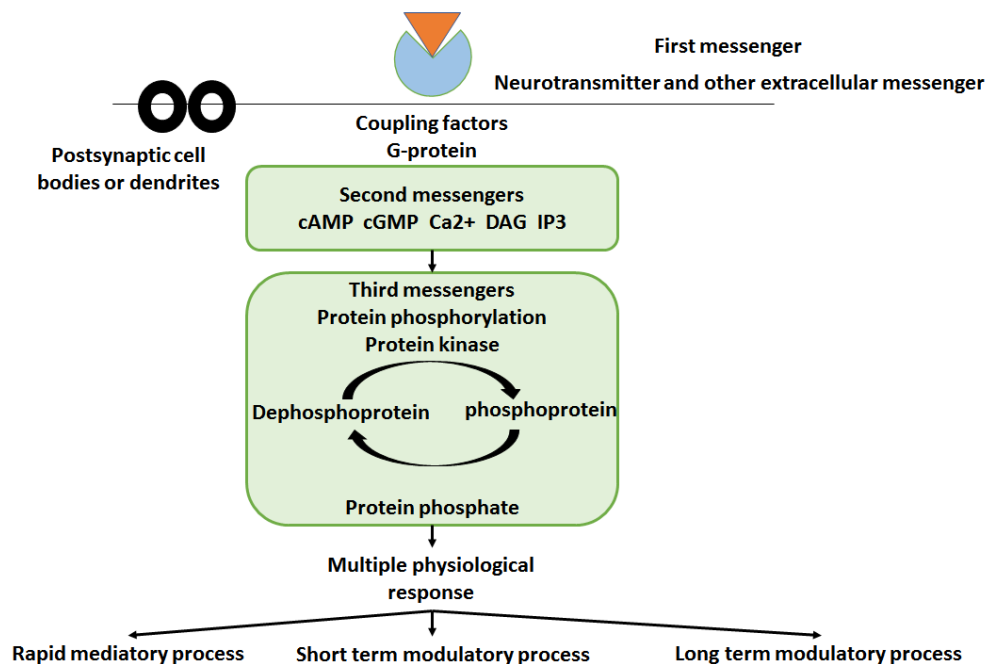 First messenger
Neurotransmitter and other extracellular messenger
Postsynaptic cell
bodies or dendrites
Coupling factors
G-protein
Second messengers
cAMP cGMP Ca2+ DAG IP3
Third messengers
Protein phosphorylation
Protein kinase
Dephosphoprotein
phosphoprotein
Protein phosphate
Multiple physiological
response
Rapid mediatory process
Short term modulatory process
Long term modulatory process